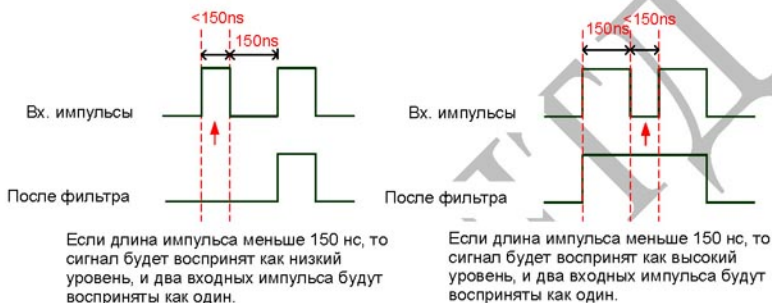 <150ns
150ns
Вх. импульсы
После фильтра
Если длина импульса меньше 150 нс, то
сигнал будет воспринят как низкий
уровень, и два входных импульса будут
восприняты как один.
<150ns
150ns
Вх. импульсы
После фильтра
Если длина импульса меньше 150 нс, то
сигнал будет воспринят как высокий
уровень, и два входных импульса будут
восприняты как один.